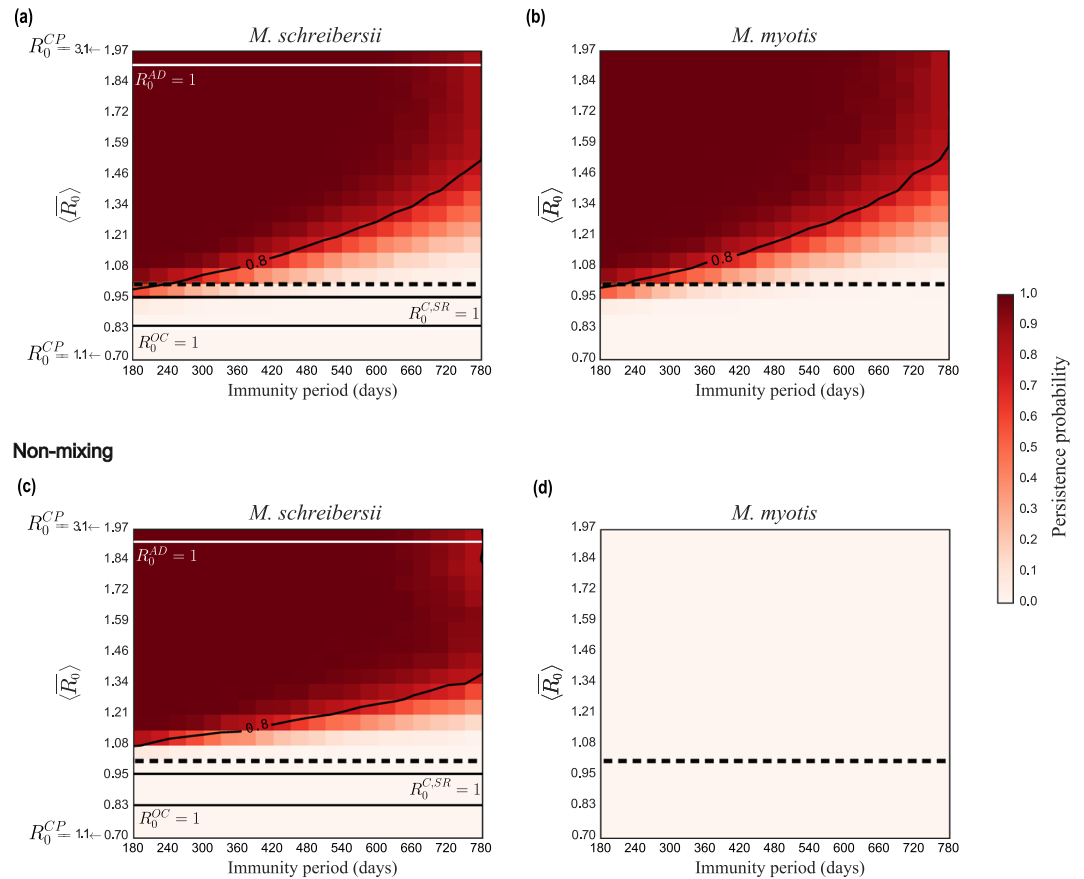 (a)
M. schreibersii
R_0^{CP} = 3.1← 1.97
R_0^{AD} = 1
1.84
1.72
1.59
1.46
1.34
1.21
1.08
0.95
0.83
R_0^{CP} = 1.1← 0.70
⟨R̅_0⟩
0.8
R_0^{C,SR} = 1
R_0^{OC} = 1
180 240 300 360 420 480 540 600 660 720 780
Immunity period (days)
(b)
M. myotis
1.97
1.84
1.72
1.59
1.46
1.34
1.21
1.08
0.95
0.83
0.70
⟨R̅_0⟩
0.8
180 240 300 360 420 480 540 600 660 720 780
Immunity period (days)
1.0
0.9
0.8
0.7
0.6
0.5
0.4
0.3
0.2
0.1
0.0
Persistence probability
Non-mixing
(c)
M. schreibersii
R_0^{CP} = 3.1← 1.97
R_0^{AD} = 1
1.84
1.72
1.59
1.46
1.34
1.21
1.08
0.95
0.83
R_0^{CP} = 1.1← 0.70
⟨R̅_0⟩
0.8
R_0^{C,SR} = 1
R_0^{OC} = 1
180 240 300 360 420 480 540 600 660 720 780
Immunity period (days)
(d)
M. myotis
1.97
1.84
1.72
1.59
1.46
1.34
1.21
1.08
0.95
0.83
0.70
⟨R̅_0⟩
180 240 300 360 420 480 540 600 660 720 780
Immunity period (days)